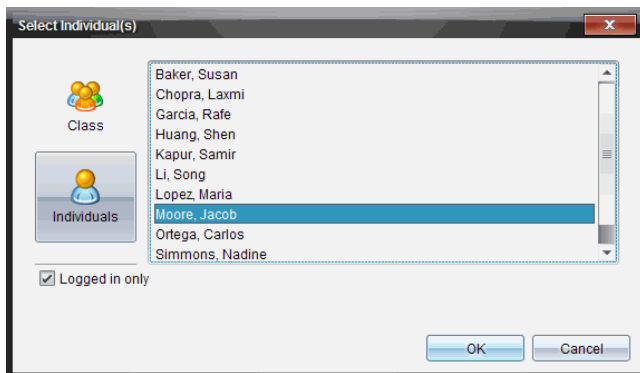 Select Individual(s)
Class
Individuals
Logged in only
Baker, Susan
Chopra, Laxmi
Garcia, Rafe
Huang, Shen
Kapur, Samir
Li, Song
Lopez, Maria
Moore, Jacob
Ortega, Carlos
Simmons, Nadine
OK
Cancel